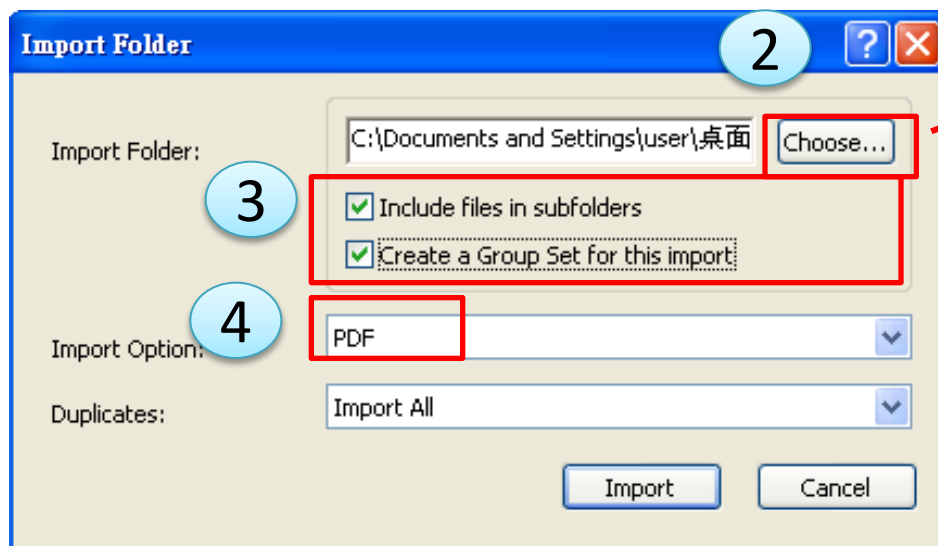 Import Folder
2
Import Folder:
C:\Documents and Settings\user\桌面
Choose...
3
Include files in subfolders
Create a Group Set for this import
4
Import Option:
PDF
Duplicates:
Import All
Import
Cancel